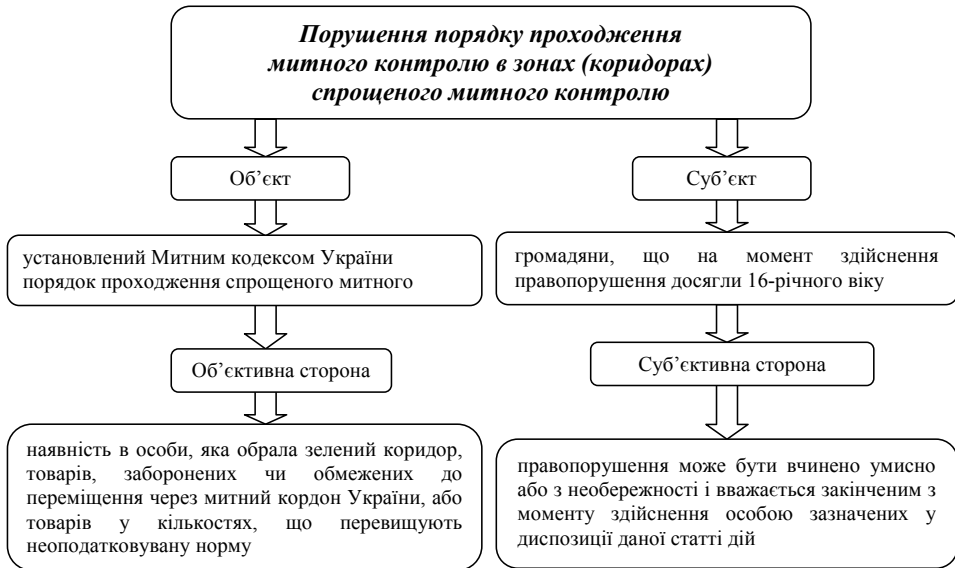 Порушення порядку проходження
митного контролю в зонах (коридорах)
спрощеного митного контролю
Об’єкт
Суб’єкт
установлений Митним кодексом України
порядок проходження спрощеного митного
громадяни, що на момент здійснення
правопорушення досягли 16-річного віку
Об’єктивна сторона
Суб’єктивна сторона
наявність в особи, яка обрала зелений коридор,
товарів, заборонених чи обмежених до
переміщення через митний кордон України, або
товарів у кількостях, що перевищують
неоподатковувану норму
правопорушення може бути вчинено умисно
або з необережності і вважається закінченим з
моменту здійснення особою зазначених у
диспозиції даної статті дій